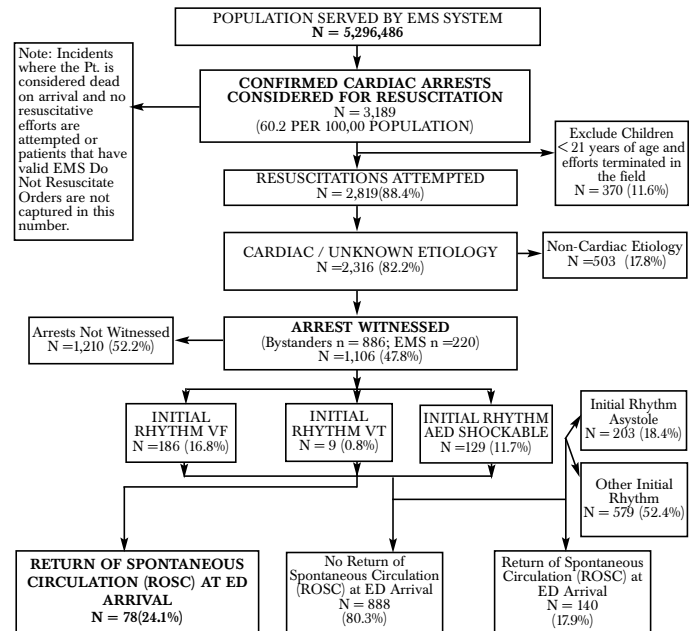 POPULATION SERVED BY EMS SYSTEM
N = 5,296,486
Note: Incidents
where the Pt. is
considered dead
on arrival and no
resuscitative
efforts are
attempted or
patients that have
valid EMS Do
Not Resuscitate
Orders are not
captured in this
number.
CONFIRMED CARDIAC ARRESTS
CONSIDERED FOR RESUSCITATION
N = 3,189
(60.2 PER 100,00 POPULATION)
Exclude Children
< 21 years of age and
efforts terminated in
the field
N = 370 (11.6%)
RESUSCITATIONS ATTEMPTED
N = 2,819(88.4%)
CARDIAC / UNKNOWN ETIOLOGY
N =2,316 (82.2%)
Non-Cardiac Etiology
N =503 (17.8%)
Arrests Not Witnessed
N =1,210 (52.2%)
ARREST WITNESSED
(Bystanders n = 886; EMS n =220)
N =1,106 (47.8%)
INITIAL
RHYTHM VF
N =186 (16.8%)
INITIAL
RHYTHM VT
N = 9 (0.8%)
INITIAL RHYTHM
AED SHOCKABLE
N =129 (11.7%)
Initial Rhythm
Asystole
N = 203 (18.4%)
Other Initial
Rhythm
N = 579 (52.4%)
RETURN OF SPONTANEOUS
CIRCULATION (ROSC) AT ED
ARRIVAL
N = 78(24.1%)
No Return of
Spontaneous Circulation
(ROSC) at ED Arrival
N = 888
(80.3%)
Return of Spontaneous
Circulation (ROSC) at
ED Arrival
N = 140
(17.9%)